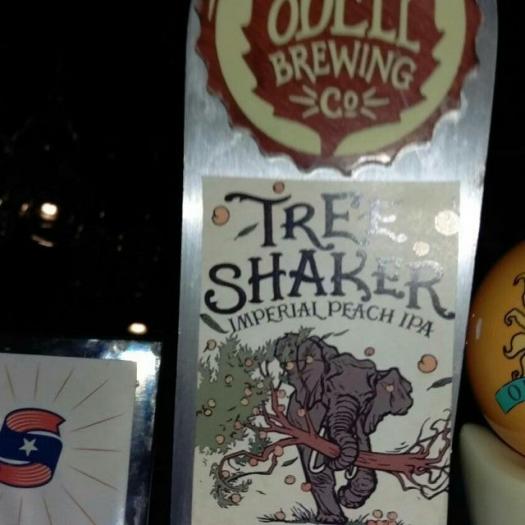 ODELL
BREWING
CO
TREE
SHAKER
IMPERIAL PEACH IPA